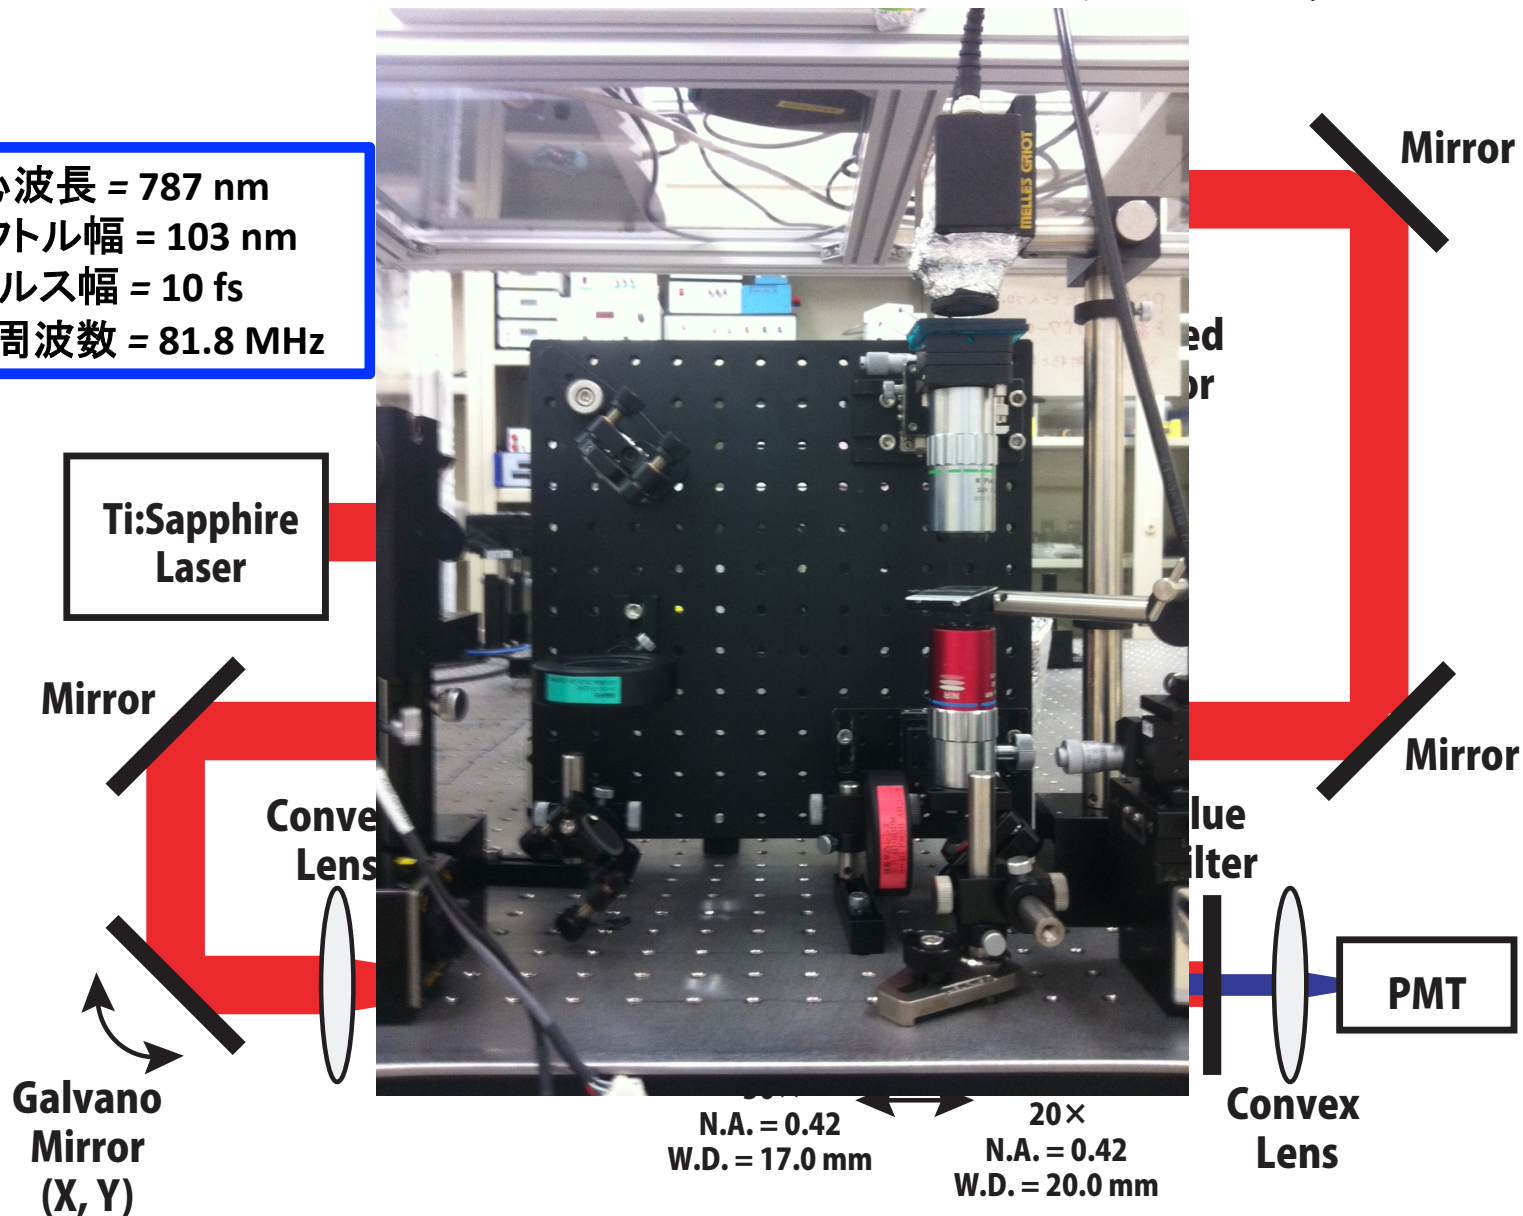 Mirror
波長 = 787 nm
トル幅 = 103 nm
ルス幅 = 10 fs
周波数 = 81.8 MHz
MELLES GRIOT
ed
or
Ti:Sapphire
Laser
Mirror
NIR
Mirror
Conve
Lens
lue
ilter
PMT
Galvano
Mirror
(X, Y)
N.A. = 0.42
W.D. = 17.0 mm
20×
N.A. = 0.42
W.D. = 20.0 mm
Convex
Lens